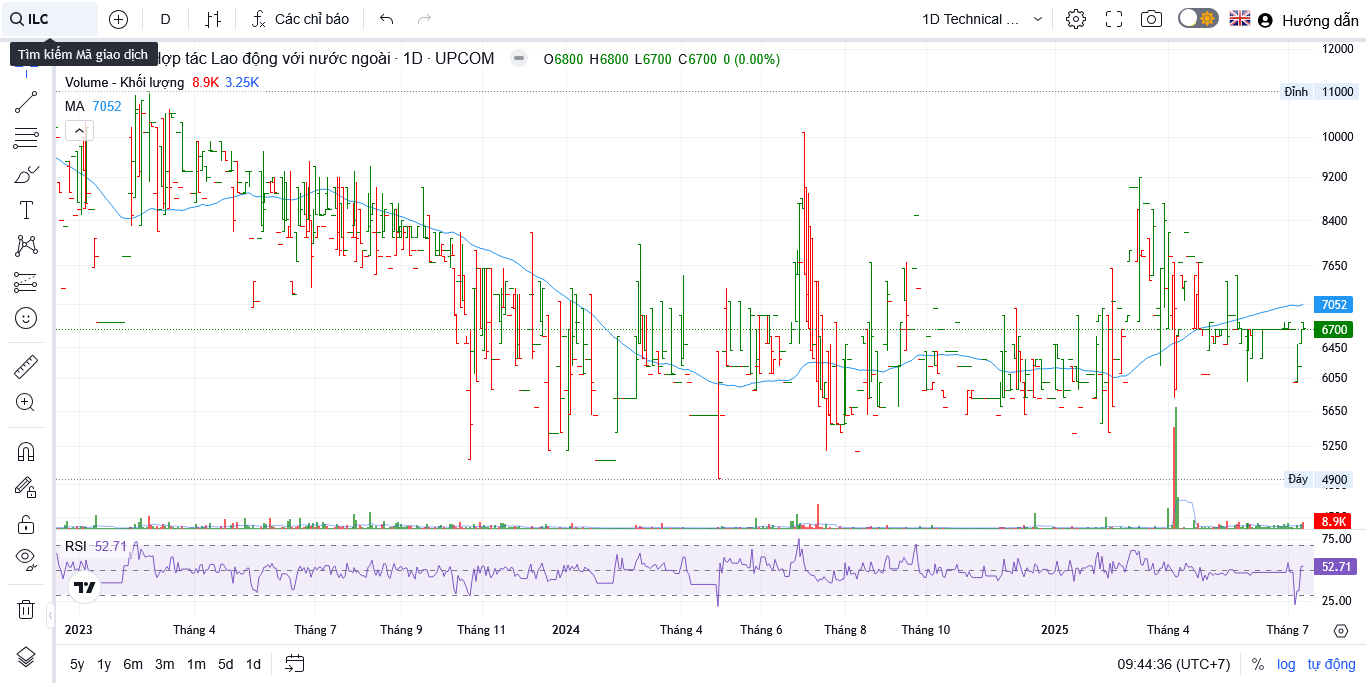 ILC
D
Các chỉ báo
1D Technical ...
Hướng dẫn
Tìm kiếm Mã giao dịch
Hợp tác Lao động với nước ngoài · 1D · UPCOM
O6800 H6800 L6700 C6700 0 (0.00%)
Volume - Khối lượng 8.9K 3.25K
MA 7052
12000
Đỉnh 11000
10000
9200
8400
7650
7052
6700
6450
6050
5650
5250
Đáy 4900
8.9K
RSI 52.71
75.00
52.71
25.00
2023 Tháng 4 Tháng 7 Tháng 9 Tháng 11 2024 Tháng 4 Tháng 6 Tháng 8 Tháng 10 2025 Tháng 4 Tháng 7
5y 1y 6m 3m 1m 5d 1d
09:44:36 (UTC+7) % log tự động